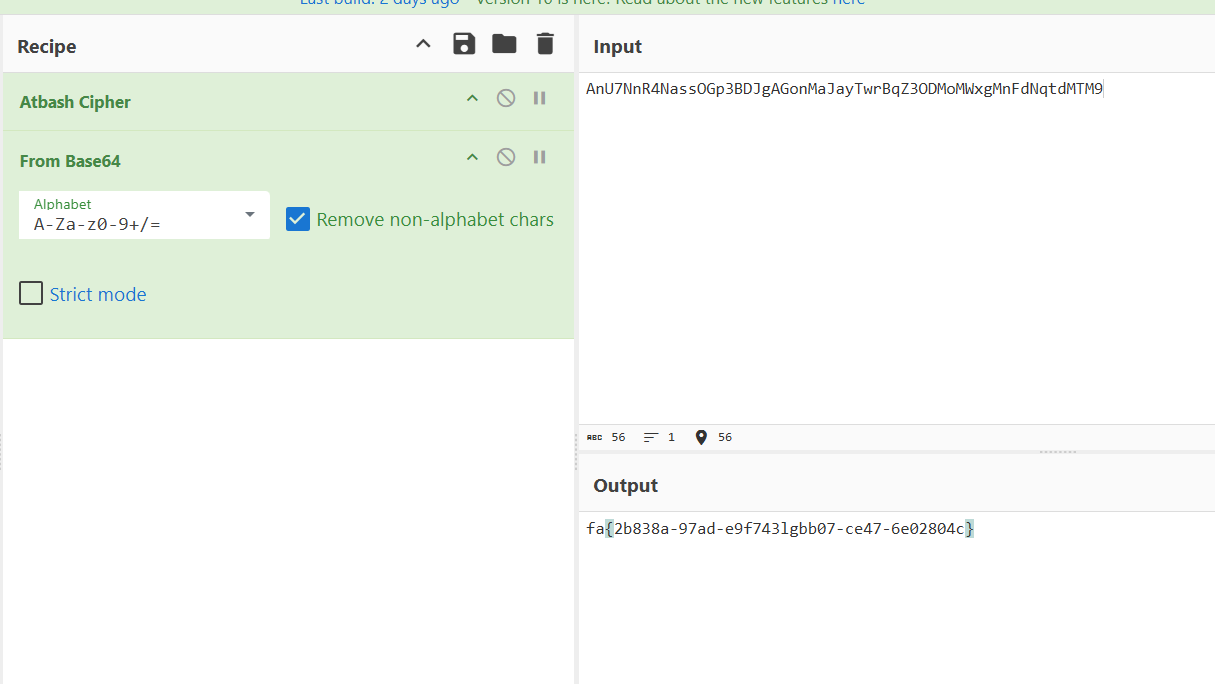 Last build: 2 days ago - Version 10 is here! Read about the new features here
Recipe
Atbash Cipher
From Base64
Alphabet
A-Za-z0-9+/=
Remove non-alphabet chars
Strict mode
Input
AnU7NnR4NassOGp3BDJgAGonMaJayTwrBqZ3ODMoMWxgMnFdNqtdMTM9
ABC 56 1 56
Output
fa{2b838a-97ad-e9f743lgbb07-ce47-6e02804c}